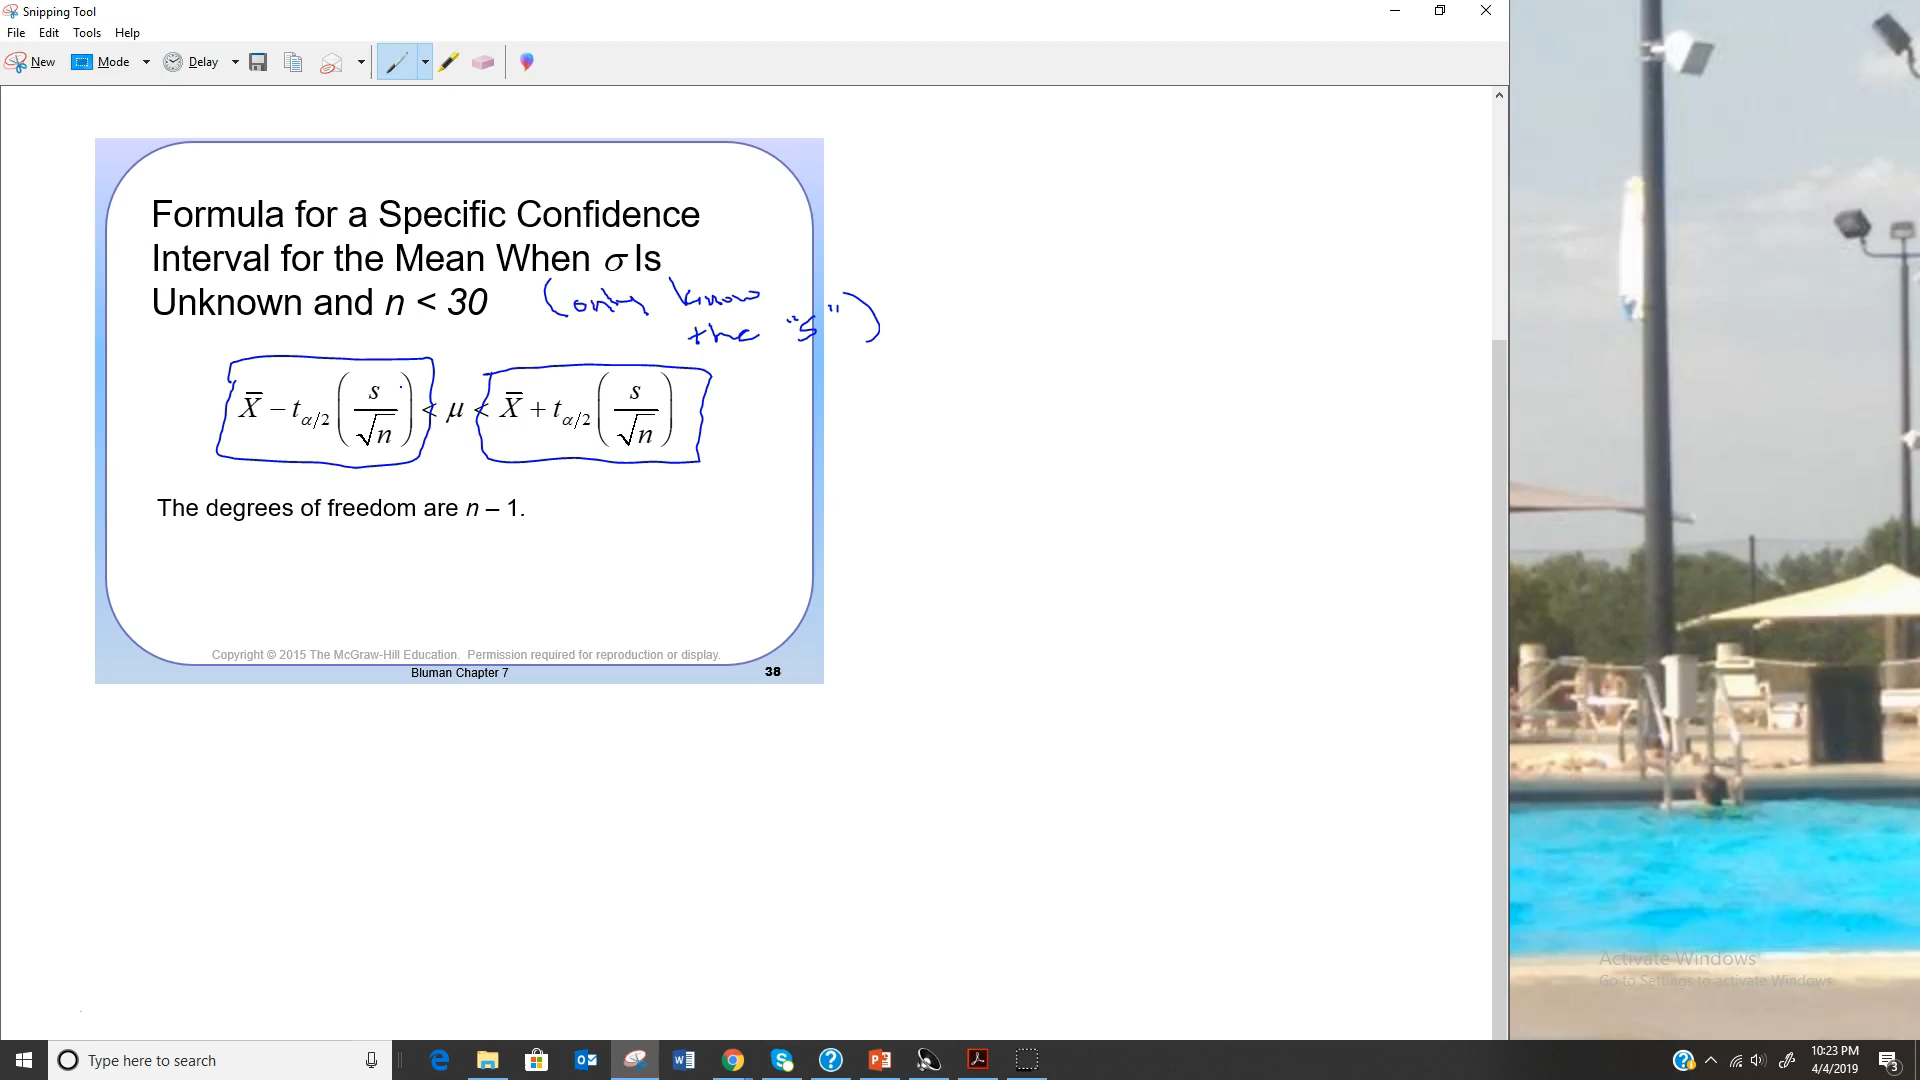 Snipping Tool
File Edit Tools Help
New Mode Delay
Formula for a Specific Confidence
Interval for the Mean When σ Is
Unknown and n < 30 (only know
the "s")
X̄ − t_{α/2} (s/√n) < μ < X̄ + t_{α/2} (s/√n)
The degrees of freedom are n – 1.
Copyright © 2015 The McGraw-Hill Education. Permission required for reproduction or display.
Bluman Chapter 7 38
Activate Windows
Go to Settings to activate Windows.
Type here to search
10:23 PM
4/4/2019
3